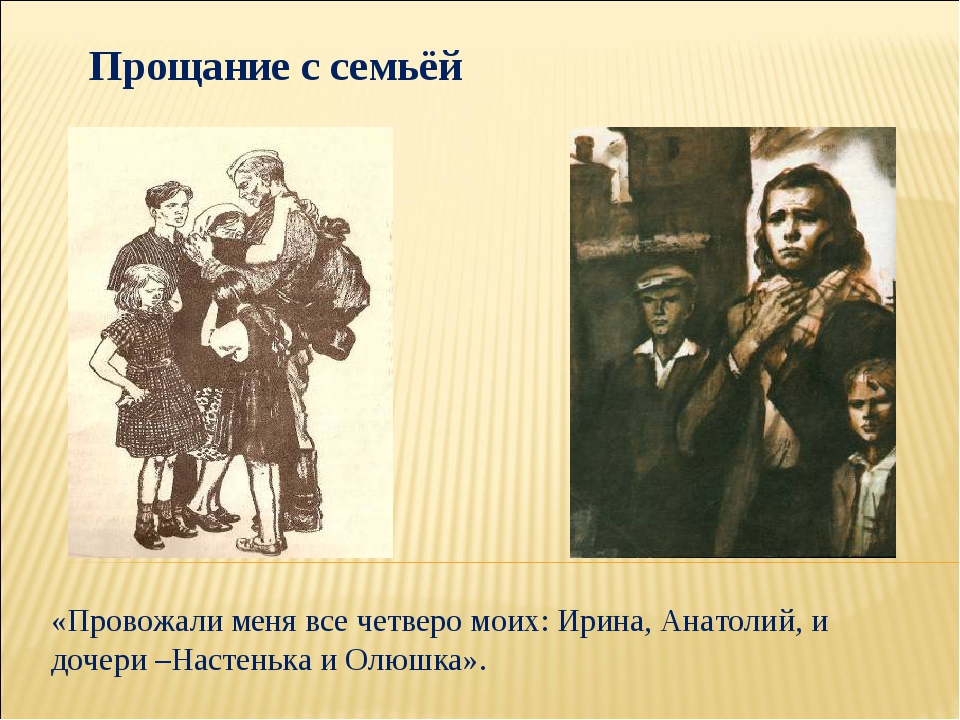 Прощание с семьёй
«Провожали меня все четверо моих: Ирина, Анатолий, и
дочери –Настенька и Олюшка».